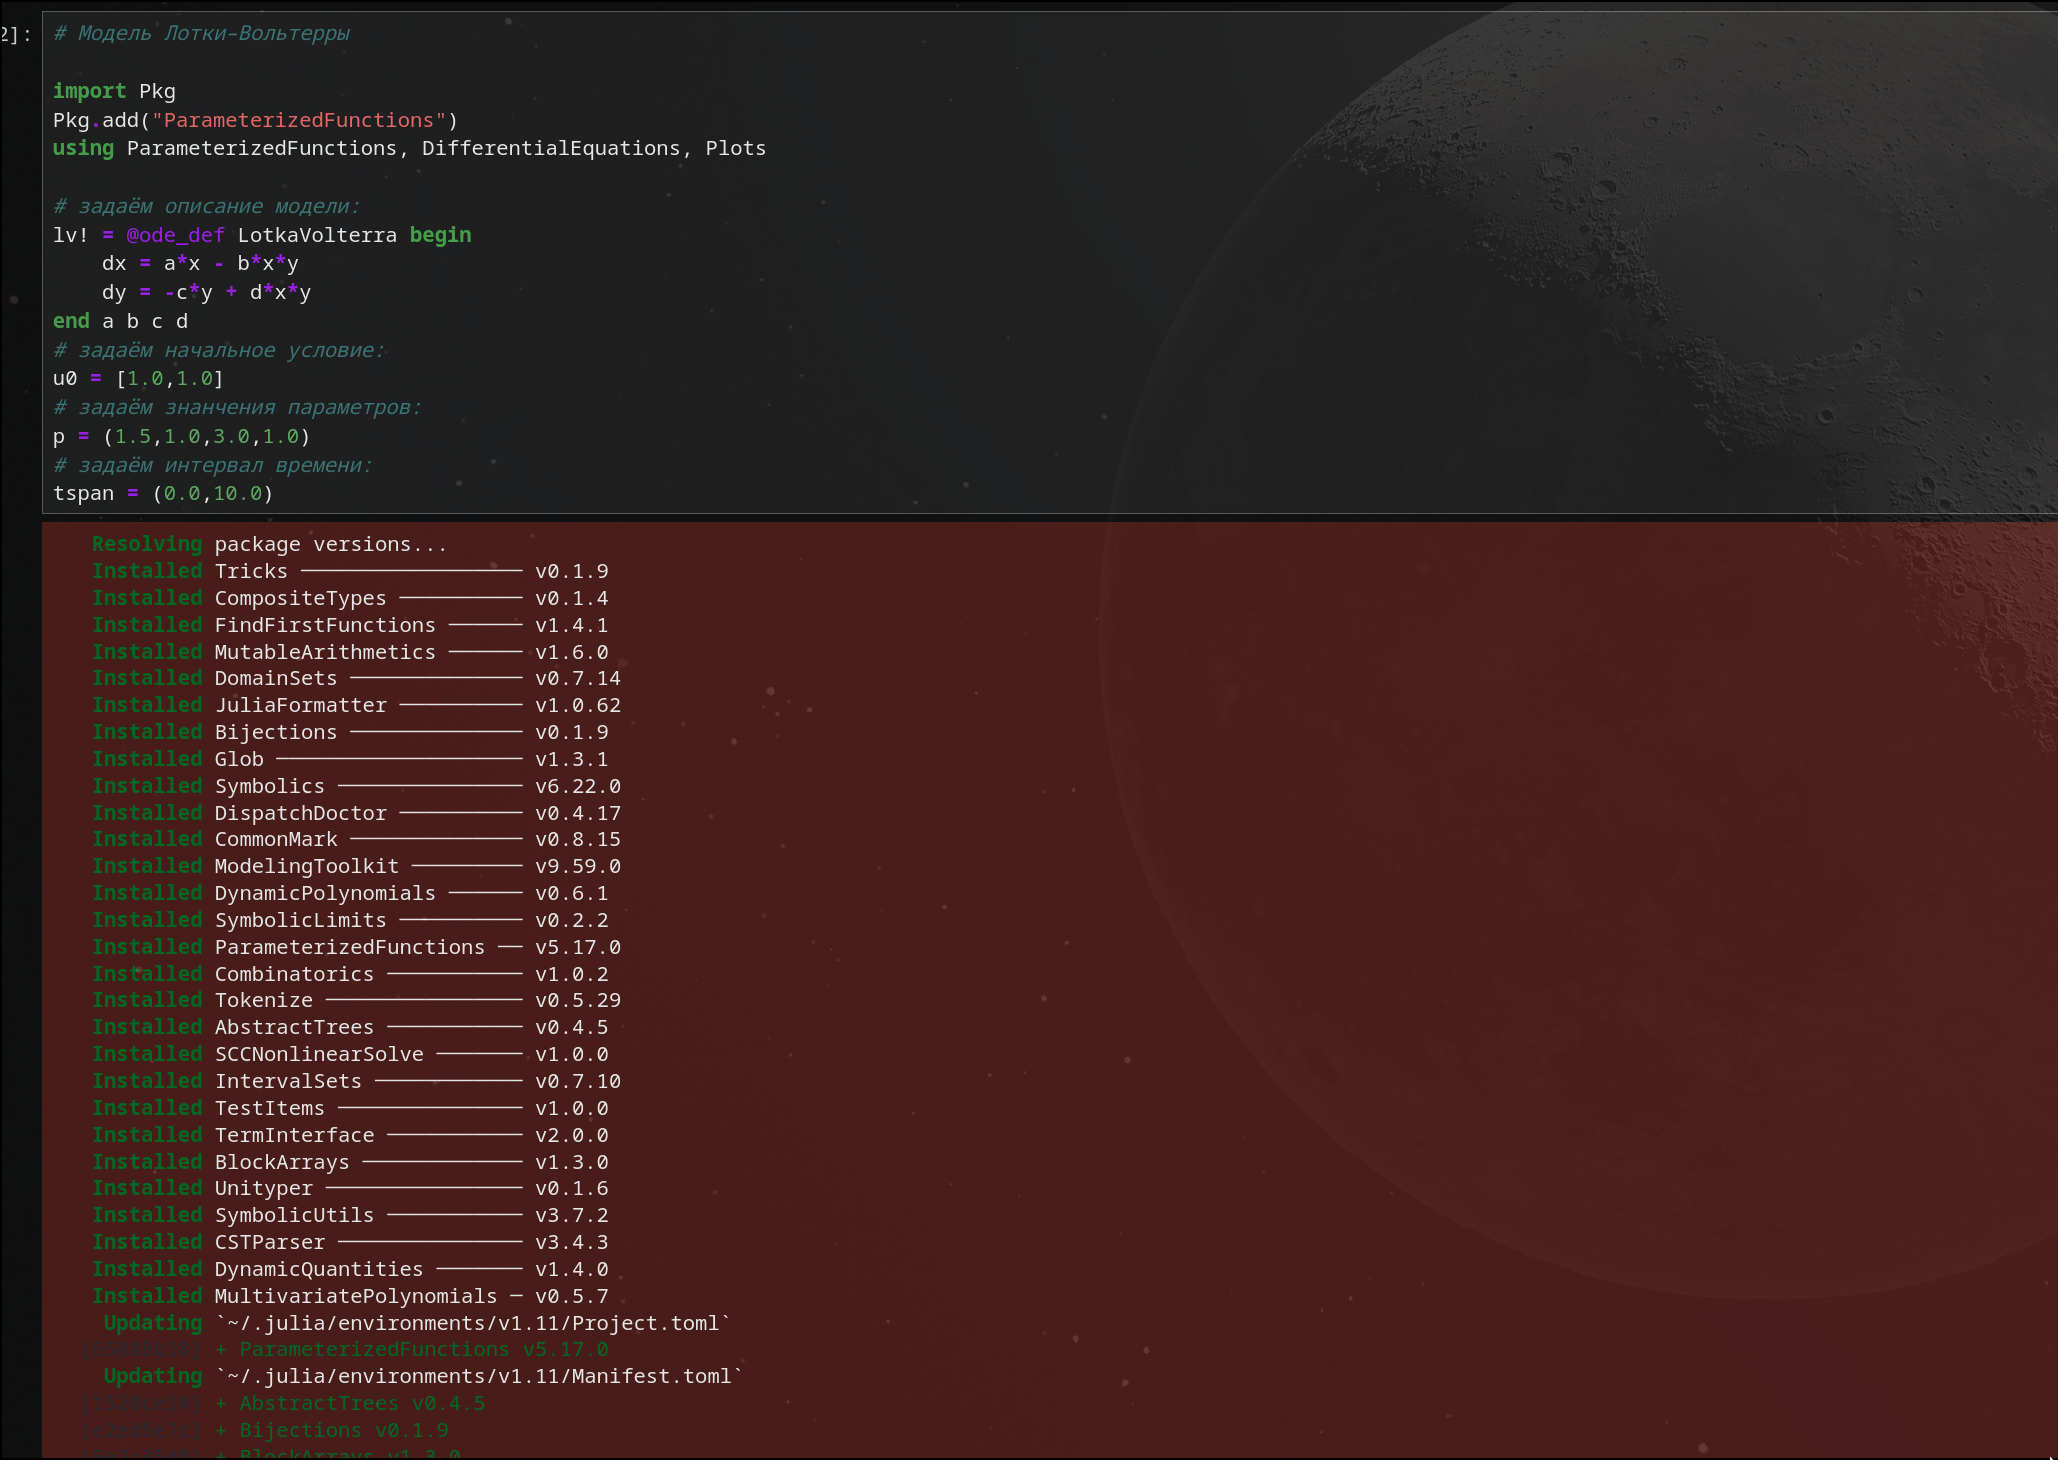 2]:
# Модель Лотки-Вольтерры
import Pkg
Pkg.add("ParameterizedFunctions")
using ParameterizedFunctions, DifferentialEquations, Plots
# задаём описание модели:
lv! = @ode_def LotkaVolterra begin
    dx = a*x - b*x*y
    dy = -c*y + d*x*y
end a b c d
# задаём начальное условие:
u0 = [1.0,1.0]
# задаём знанчения параметров:
p = (1.5,1.0,3.0,1.0)
# задаём интервал времени:
tspan = (0.0,10.0)
Resolving package versions...
Installed Tricks ────────────────── v0.1.9
Installed CompositeTypes ────────── v0.1.4
Installed FindFirstFunctions ────── v1.4.1
Installed MutableArithmetics ────── v1.6.0
Installed DomainSets ────────────── v0.7.14
Installed JuliaFormatter ────────── v1.0.62
Installed Bijections ────────────── v0.1.9
Installed Glob ──────────────────── v1.3.1
Installed Symbolics ─────────────── v6.22.0
Installed DispatchDoctor ────────── v0.4.17
Installed CommonMark ────────────── v0.8.15
Installed ModelingToolkit ───────── v9.59.0
Installed DynamicPolynomials ────── v0.6.1
Installed SymbolicLimits ────────── v0.2.2
Installed ParameterizedFunctions ── v5.17.0
Installed Combinatorics ─────────── v1.0.2
Installed Tokenize ──────────────── v0.5.29
Installed AbstractTrees ─────────── v0.4.5
Installed SCCNonlinearSolve ─────── v1.0.0
Installed IntervalSets ──────────── v0.7.10
Installed TestItems ─────────────── v1.0.0
Installed TermInterface ─────────── v2.0.0
Installed BlockArrays ───────────── v1.3.0
Installed Unityper ──────────────── v0.1.6
Installed SymbolicUtils ─────────── v3.7.2
Installed CSTParser ─────────────── v3.4.3
Installed DynamicQuantities ─────── v1.4.0
Installed MultivariatePolynomials ─ v0.5.7
Updating `~/.julia/environments/v1.11/Project.toml`
+ ParameterizedFunctions v5.17.0
Updating `~/.julia/environments/v1.11/Manifest.toml`
+ AbstractTrees v0.4.5
+ Bijections v0.1.9
+ BlockArrays v1.3.0